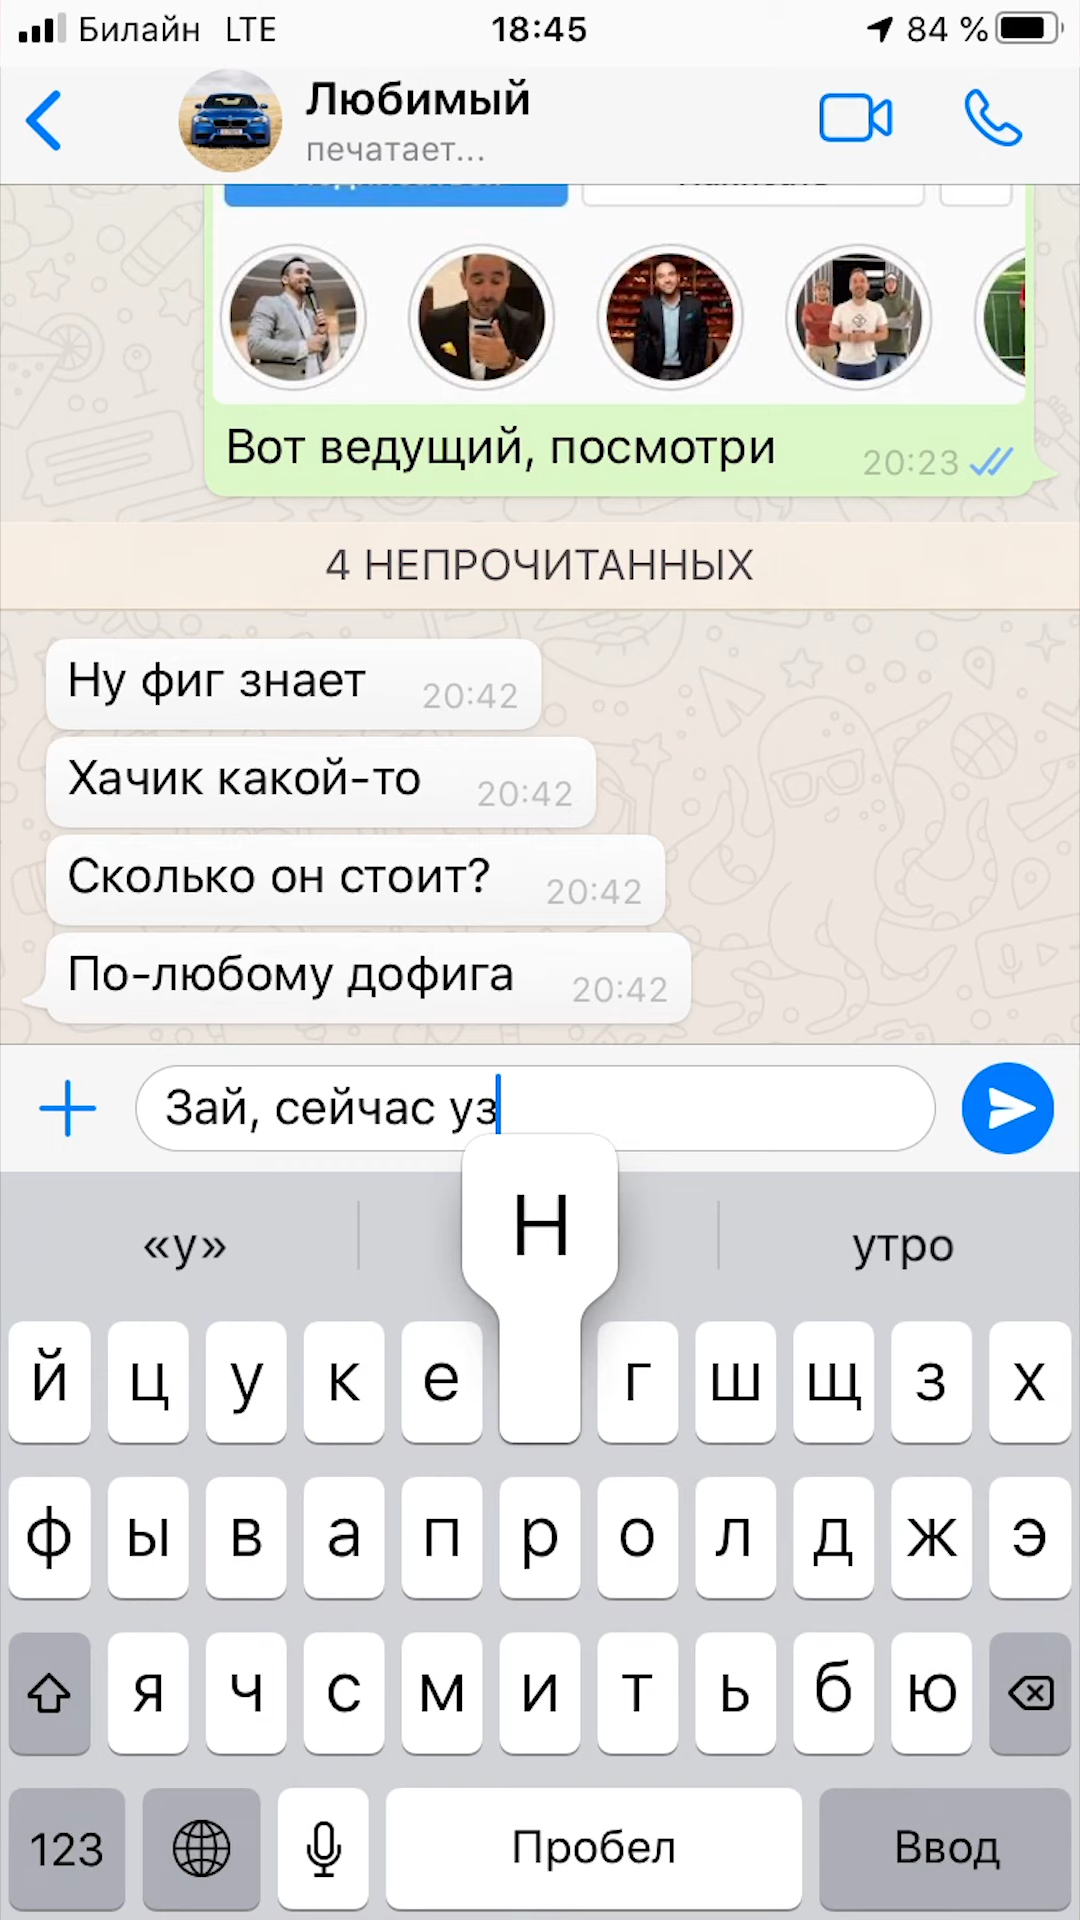 Билайн LTE 18:45 84 %
Любимый
печатает...
Вот ведущий, посмотри 20:23
4 НЕПРОЧИТАННЫХ
Ну фиг знает 20:42
Хачик какой-то 20:42
Сколько он стоит? 20:42
По-любому дофига 20:42
Зай, сейчас уз
Н
«у» утро
й ц у к е г ш щ з х
ф ы в а п р о л д ж э
я ч с м и т ь б ю
123 Пробел Ввод